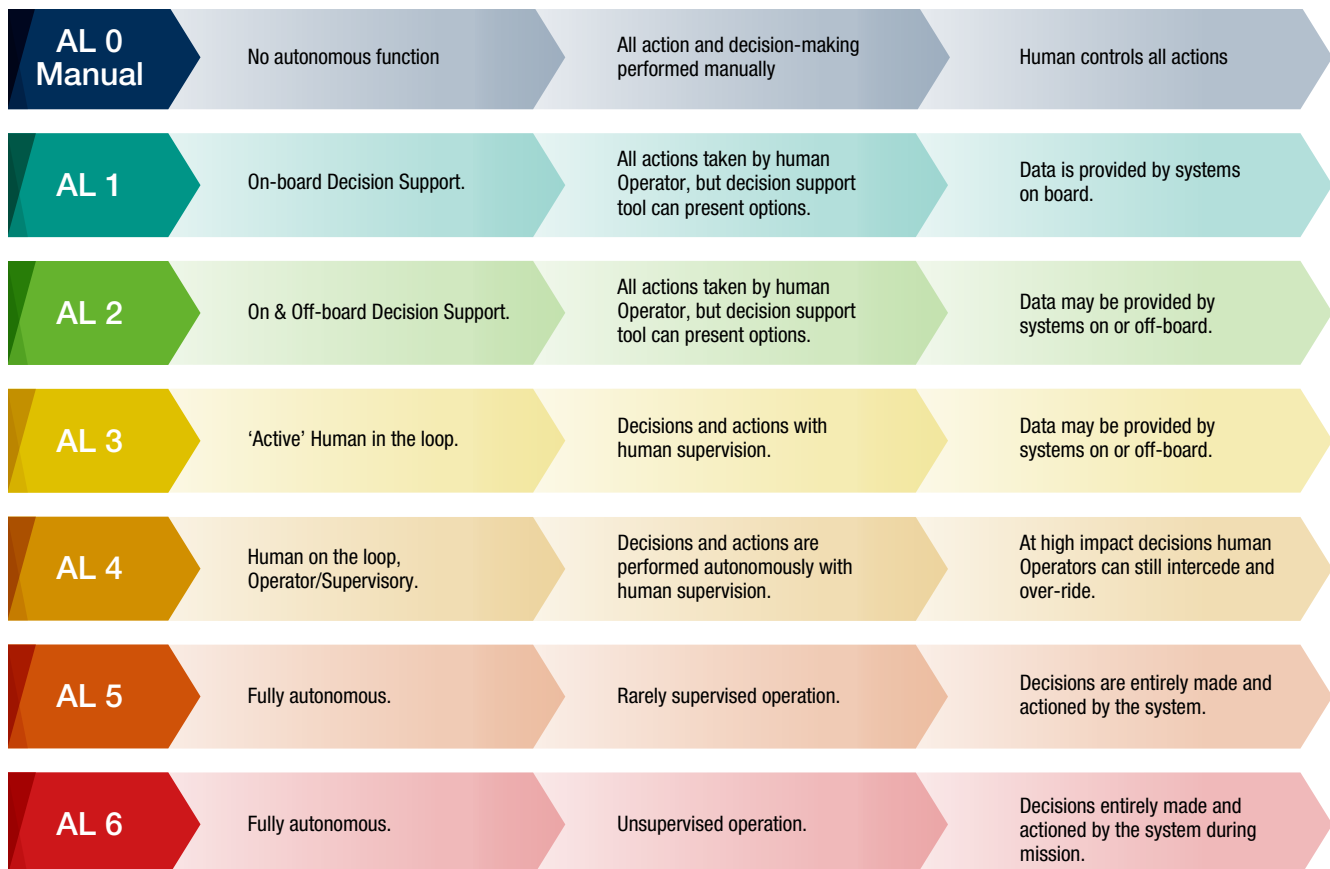 AL 0
Manual
No autonomous function
All action and decision-making
performed manually
Human controls all actions
AL 1
On-board Decision Support.
All actions taken by human
Operator, but decision support
tool can present options.
Data is provided by systems
on board.
AL 2
On & Off-board Decision Support.
All actions taken by human
Operator, but decision support
tool can present options.
Data may be provided by
systems on or off-board.
AL 3
‘Active’ Human in the loop.
Decisions and actions with
human supervision.
Data may be provided by
systems on or off-board.
AL 4
Human on the loop,
Operator/Supervisory.
Decisions and actions are
performed autonomously with
human supervision.
At high impact decisions human
Operators can still intercede and
over-ride.
AL 5
Fully autonomous.
Rarely supervised operation.
Decisions are entirely made and
actioned by the system.
AL 6
Fully autonomous.
Unsupervised operation.
Decisions entirely made and
actioned by the system during
mission.